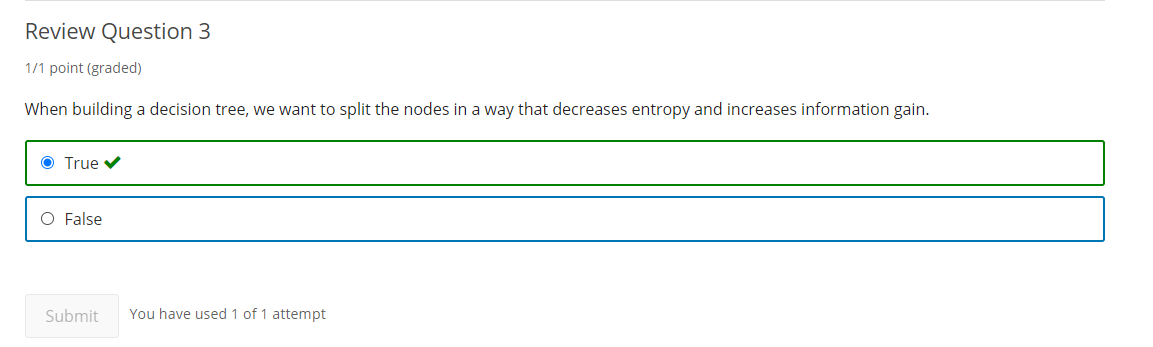 Review Question 3
1/1 point (graded)
When building a decision tree, we want to split the nodes in a way that decreases entropy and increases information gain.
True
False
Submit
You have used 1 of 1 attempt